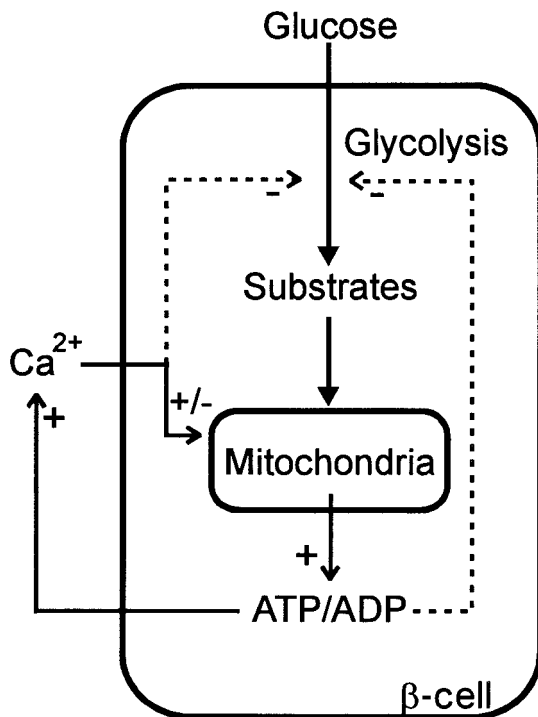 Glucose
Glycolysis
-
-
Substrates
Ca²⁺
+/-
+
Mitochondria
+
ATP/ADP
β-cell